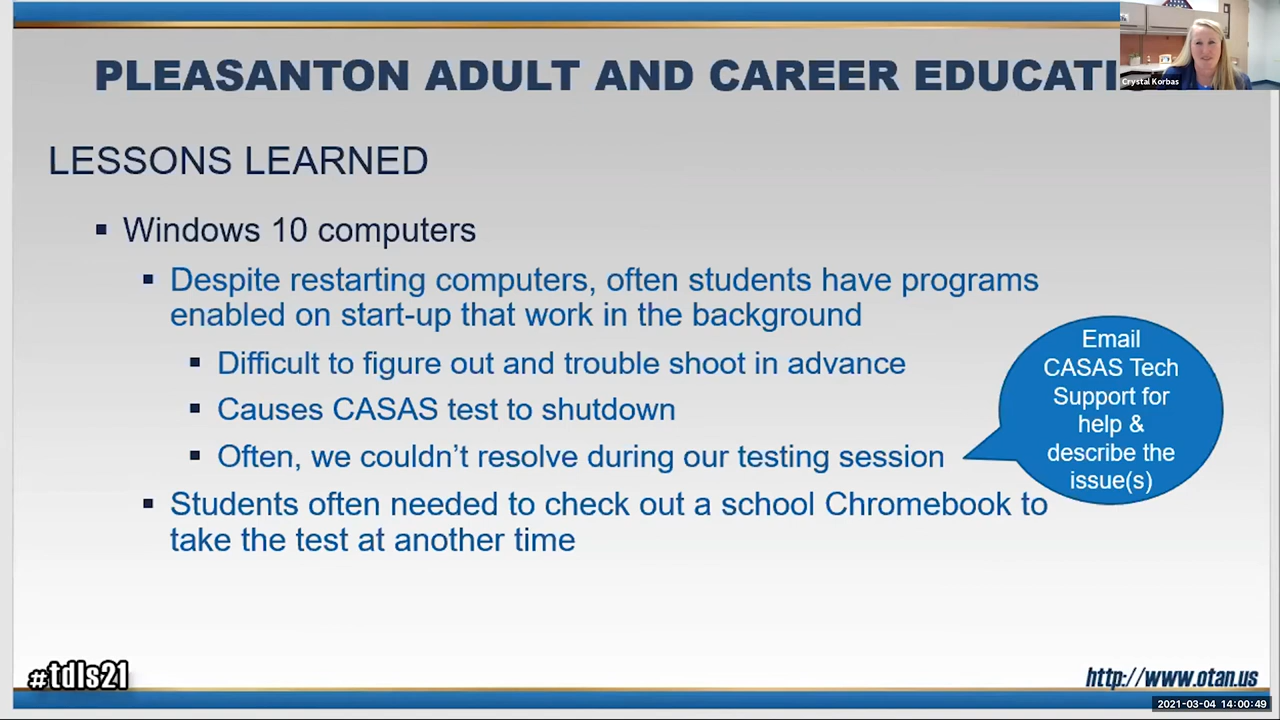 PLEASANTON ADULT AND CAREER EDUCATI
Crystal Korbas
LESSONS LEARNED
▪ Windows 10 computers
▪ Despite restarting computers, often students have programs
enabled on start-up that work in the background
▪ Difficult to figure out and trouble shoot in advance
▪ Causes CASAS test to shutdown
▪ Often, we couldn't resolve during our testing session
▪ Students often needed to check out a school Chromebook to
take the test at another time
Email
CASAS Tech
Support for
help &
describe the
issue(s)
#tdls21
http://www.otan.us
2021-03-04 14:00:49